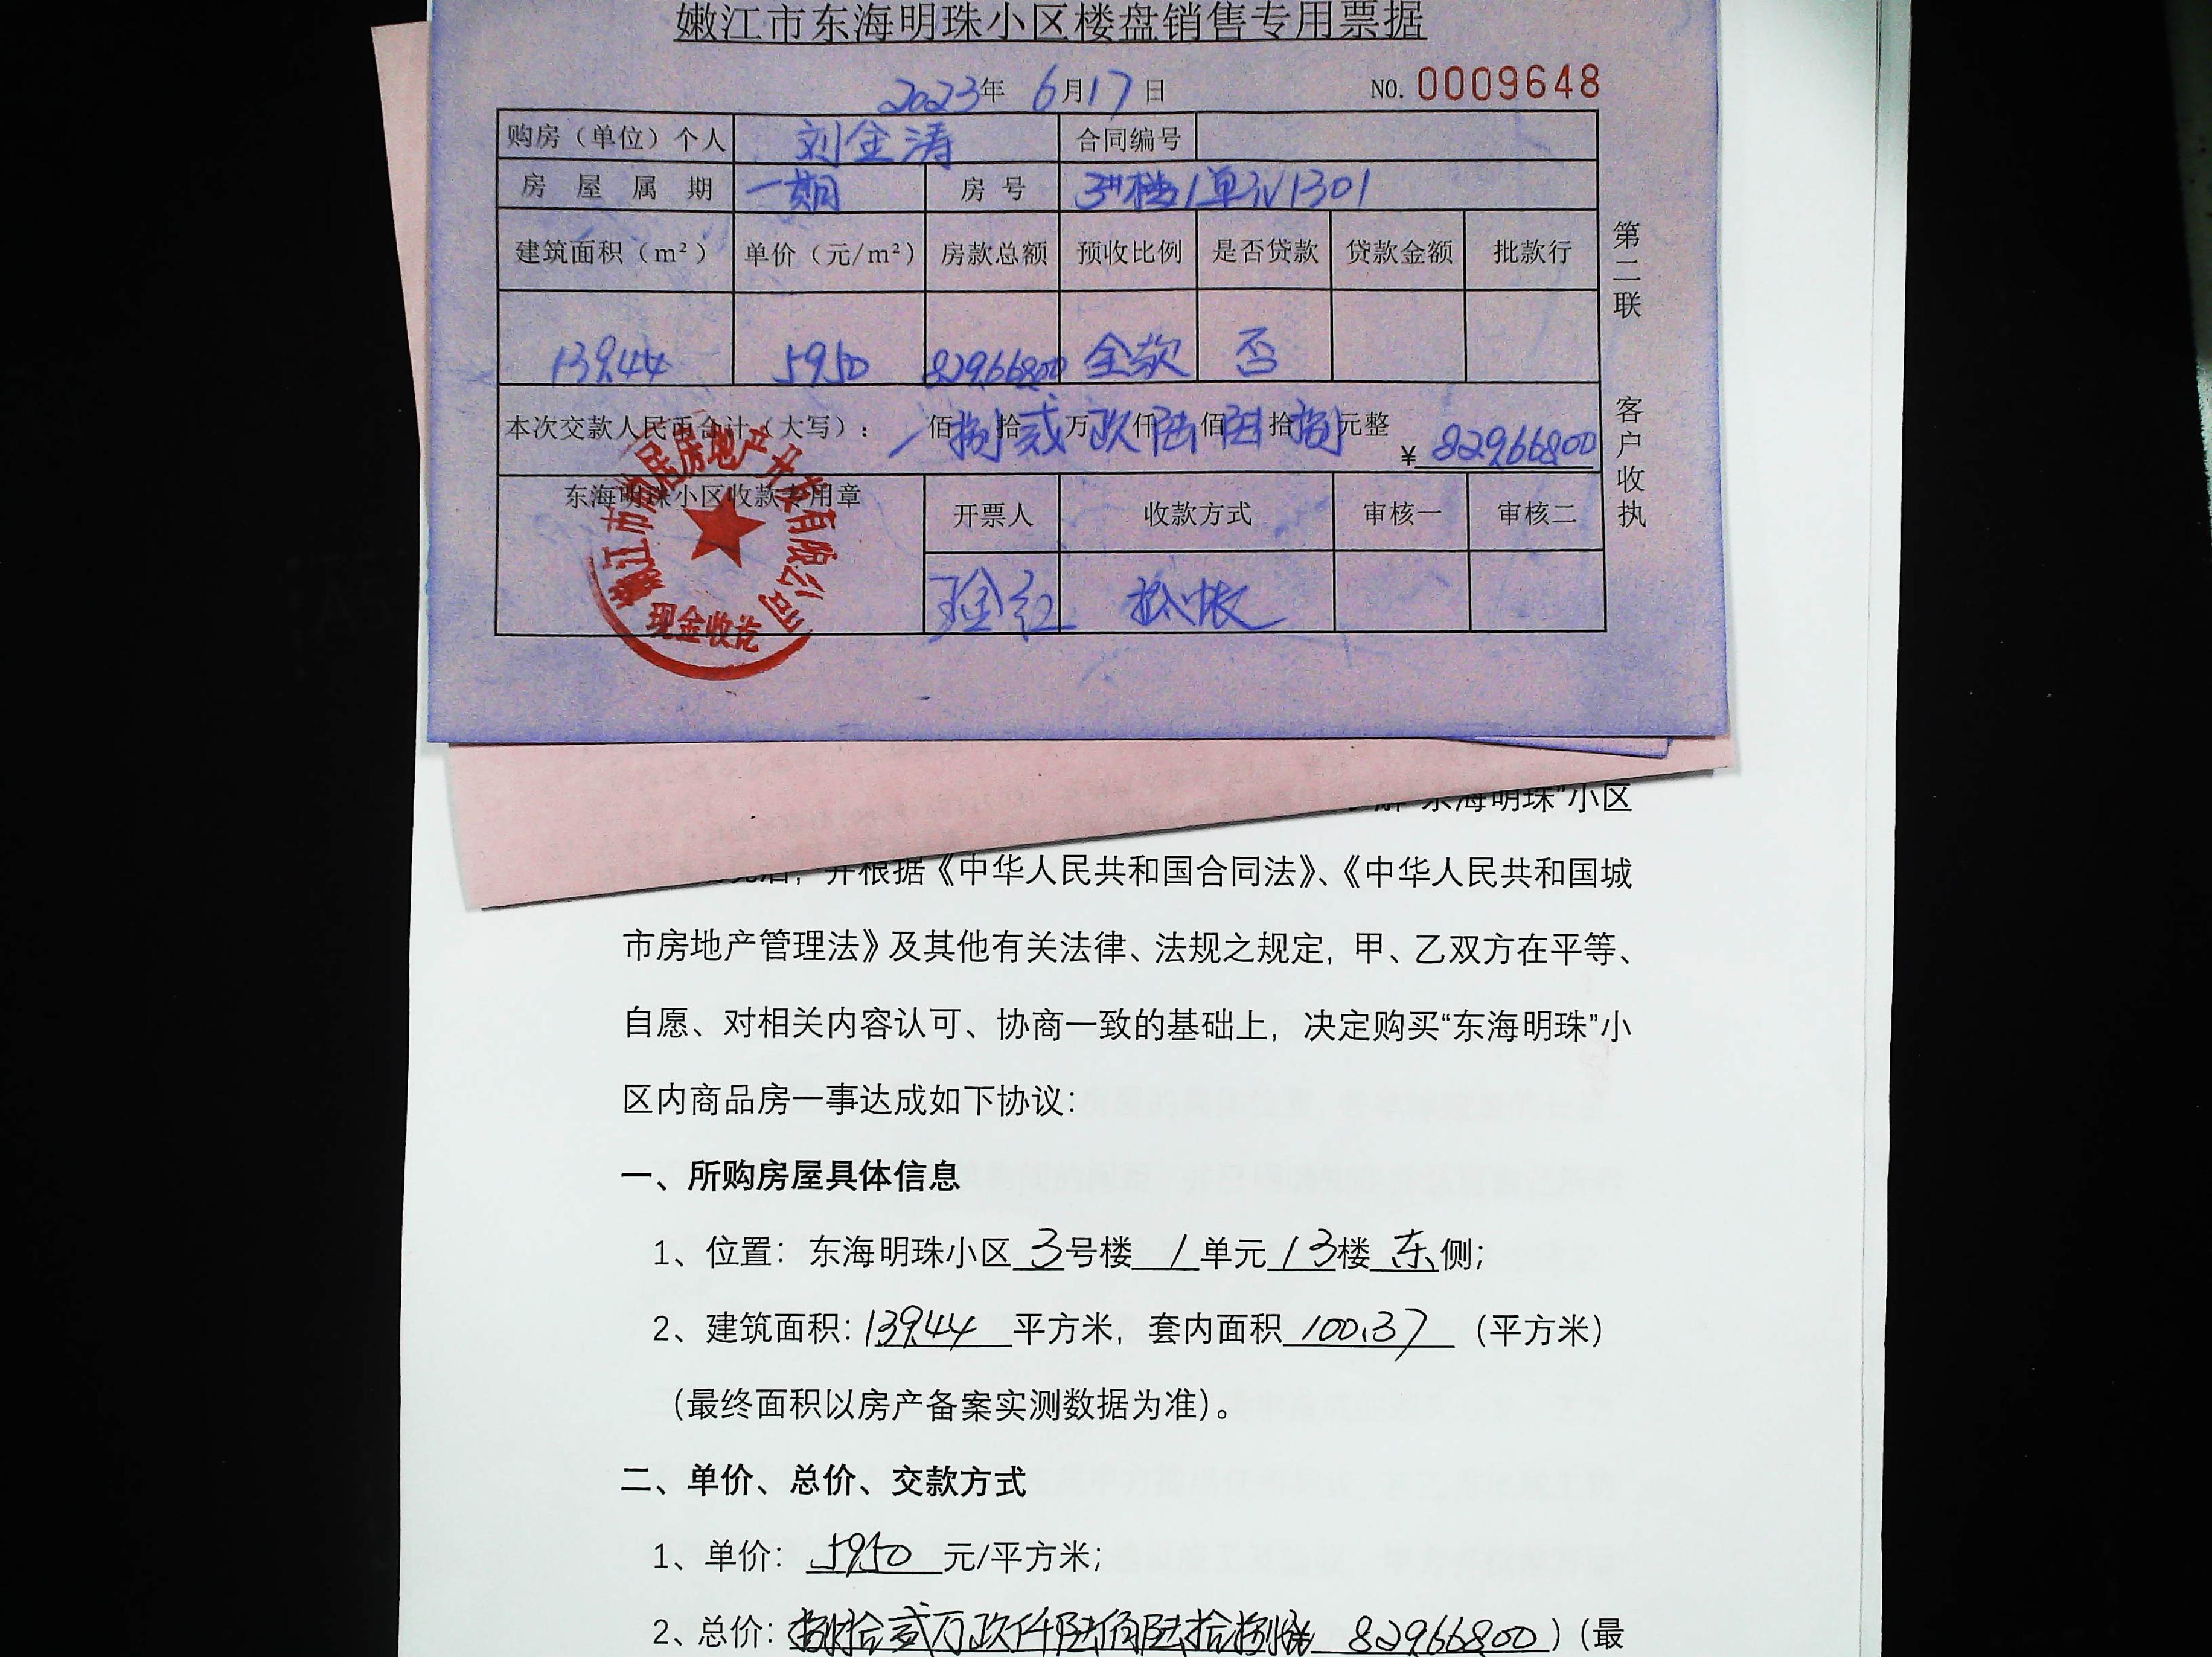 嫩江市东海明珠小区楼盘销售专用票据
2023年 6月17日 NO. 0009648
购房（单位）个人 刘金涛 合同编号
房屋属期 一期 房号 3#楼1单元1301
建筑面积（m²） 单价（元/m²） 房款总额 预收比例 是否贷款 贷款金额 批款行
139.44 5950 829668.00 全款 否
本次交款人民币合计（大写）： 佰捌拾贰万玖仟陆佰陆拾捌元整 ¥829668.00
东海明珠小区收款专用章 开票人 收款方式 审核一 审核二
第二联
客户收执
现金收讫
"东海明珠"小区
并根据《中华人民共和国合同法》、《中华人民共和国城
市房地产管理法》及其他有关法律、法规之规定，甲、乙双方在平等、
自愿、对相关内容认可、协商一致的基础上，决定购买“东海明珠”小
区内商品房一事达成如下协议：
一、所购房屋具体信息
1、位置：东海明珠小区3号楼1单元13楼东侧；
2、建筑面积：139.44平方米，套内面积100.37（平方米）
（最终面积以房产备案实测数据为准）。
二、单价、总价、交款方式
1、单价：5950元/平方米；
2、总价：捌拾贰万玖仟陆佰陆拾捌 829668.00）（最